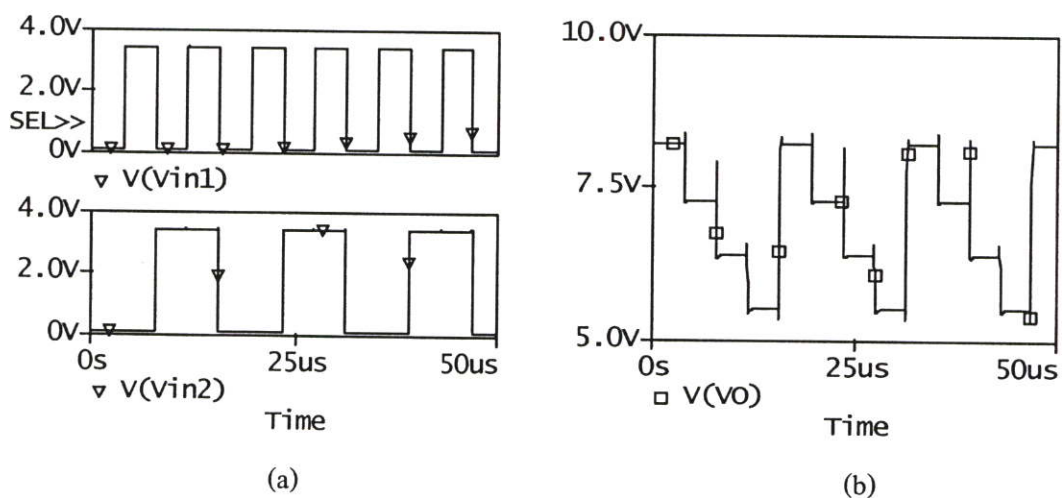 4.0V
2.0V
SEL>>
0V
V(Vin1)
4.0V
2.0V
0V
0s 25us 50us
V(Vin2)
Time
(a)
10.0V
7.5V
5.0V
0s 25us 50us
V(VO)
Time
(b)